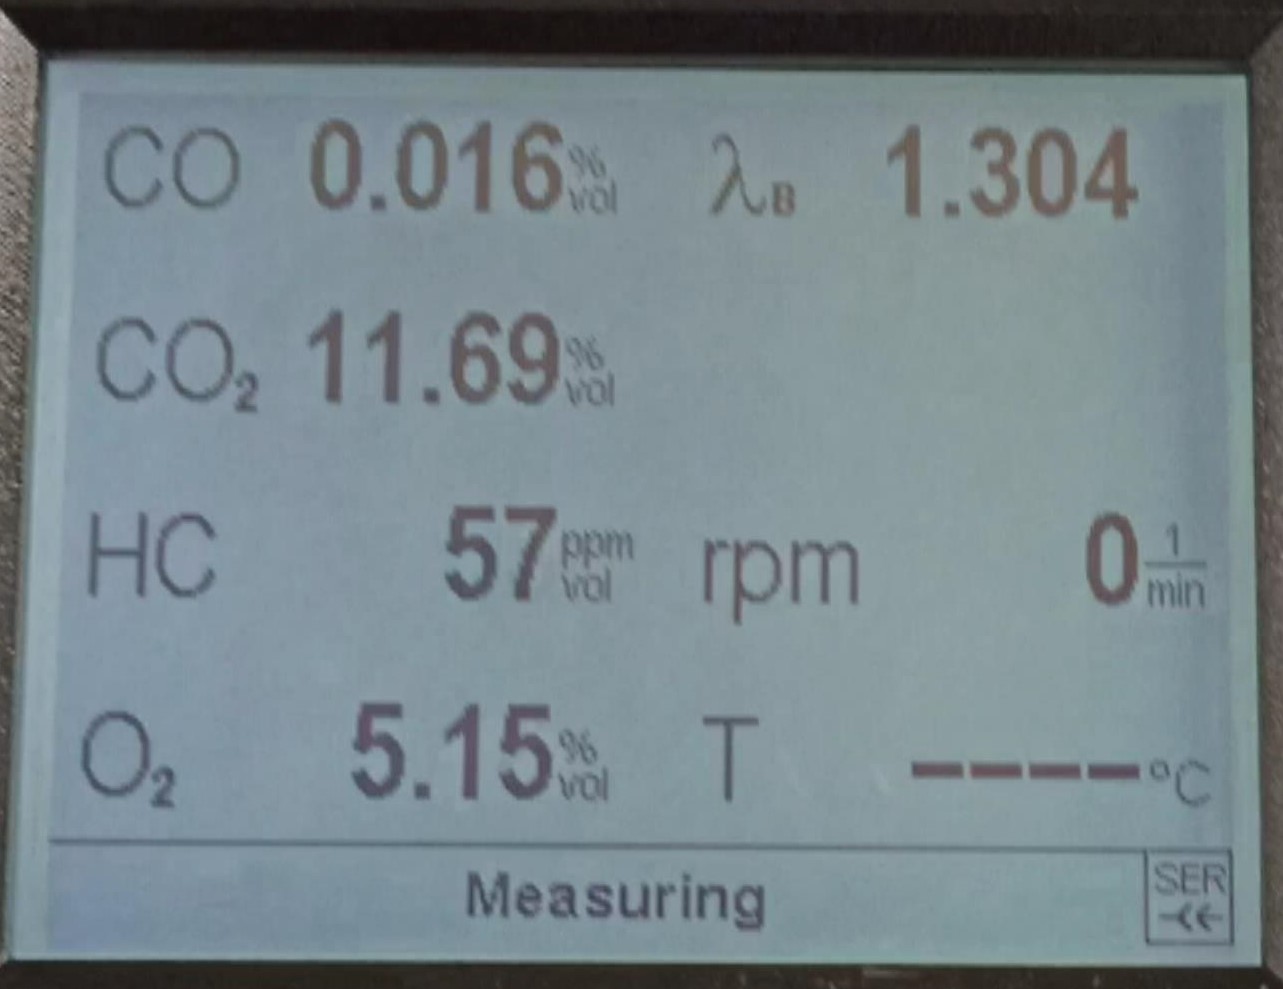 CO 0.016 % vol λB 1.304
CO2 11.69 % vol
HC 57 ppm vol rpm 0 1/min
O2 5.15 % vol T ---- °C
Measuring SER